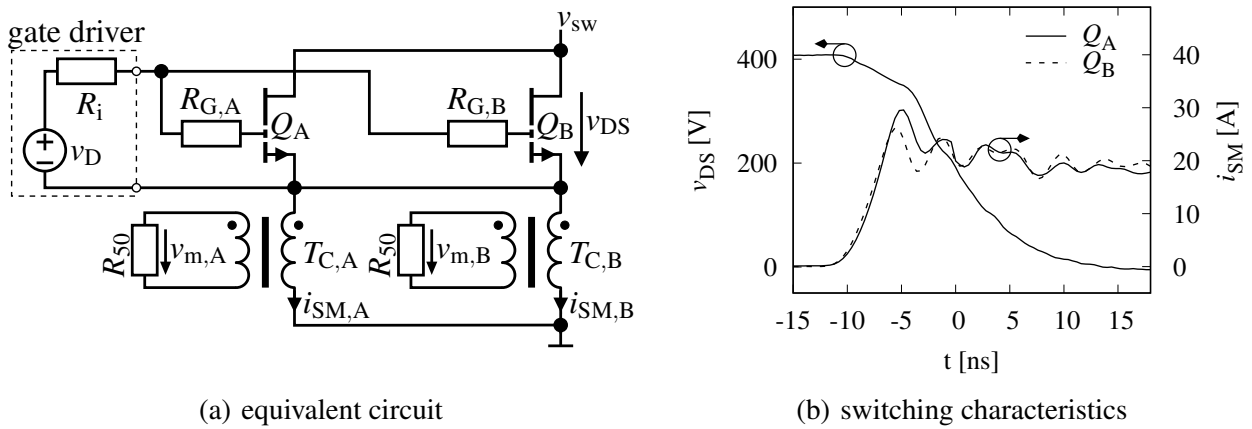 gate driver
v_sw
R_i
R_G,A
R_G,B
Q_A
Q_B
v_DS
v_D
R_50
v_m,A
T_C,A
R_50
v_m,B
T_C,B
i_SM,A
i_SM,B
(a) equivalent circuit
Q_A
Q_B
400
200
0
v_DS [V]
40
30
20
10
0
i_SM [A]
-15 -10 -5 0 5 10 15
t [ns]
(b) switching characteristics